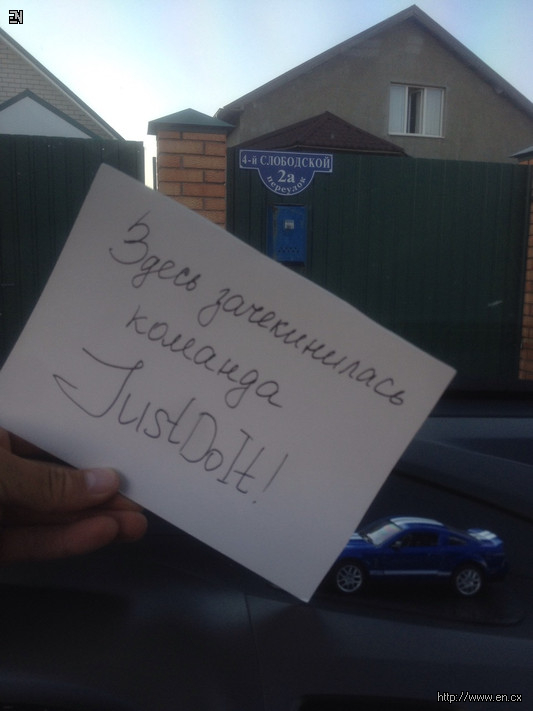 EN
4-й СЛОБОДСКОЙ
2а
переулок
Здесь зачекинилась
команда
JustDoIt!
http://www.en.cx